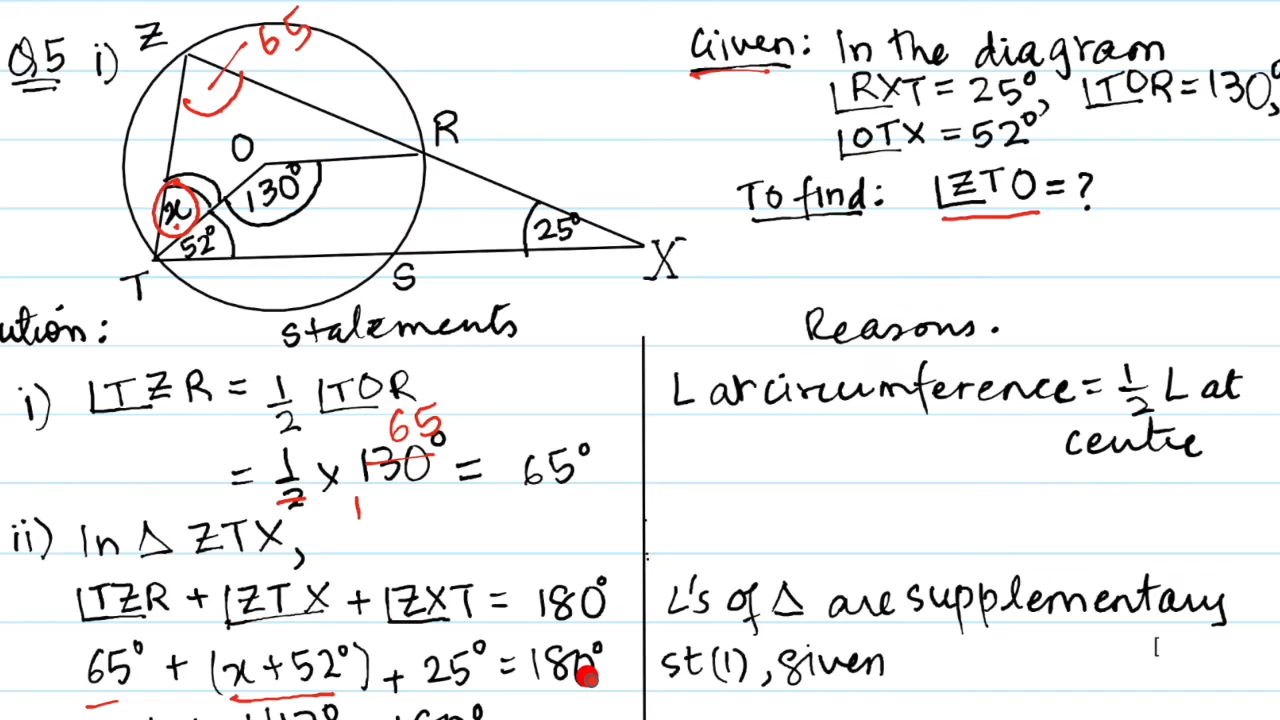 Q5 i)
Z
65
O
R
130°
x
52°
25°
T
S
X
Given: In the diagram
∠RXT = 25°, ∠TOR = 130°,
∠OTX = 52°
To find: ∠ZTO = ?
ution: statements Reasons.
i) ∠TZR = 1/2 ∠TOR ∠ at circumference = 1/2 ∠ at
centre
65
= 1/2 × 130° = 65°
1
ii) In Δ ZTX,
∠TZR + ∠ZTX + ∠ZXT = 180° ∠'s of Δ are supplementary
65° + (x + 52°) + 25° = 180° st(1), given